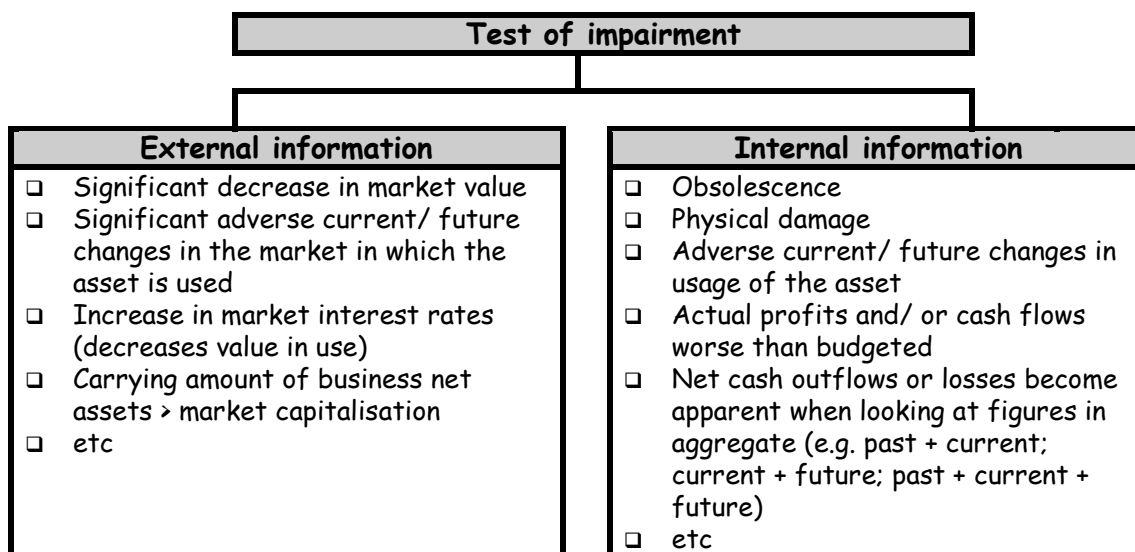 Test of impairment
External information
❑ Significant decrease in market value
❑ Significant adverse current/ future
changes in the market in which the
asset is used
❑ Increase in market interest rates
(decreases value in use)
❑ Carrying amount of business net
assets > market capitalisation
❑ etc
Internal information
❑ Obsolescence
❑ Physical damage
❑ Adverse current/ future changes in
usage of the asset
❑ Actual profits and/ or cash flows
worse than budgeted
❑ Net cash outflows or losses become
apparent when looking at figures in
aggregate (e.g. past + current;
current + future; past + current +
future)
❑ etc